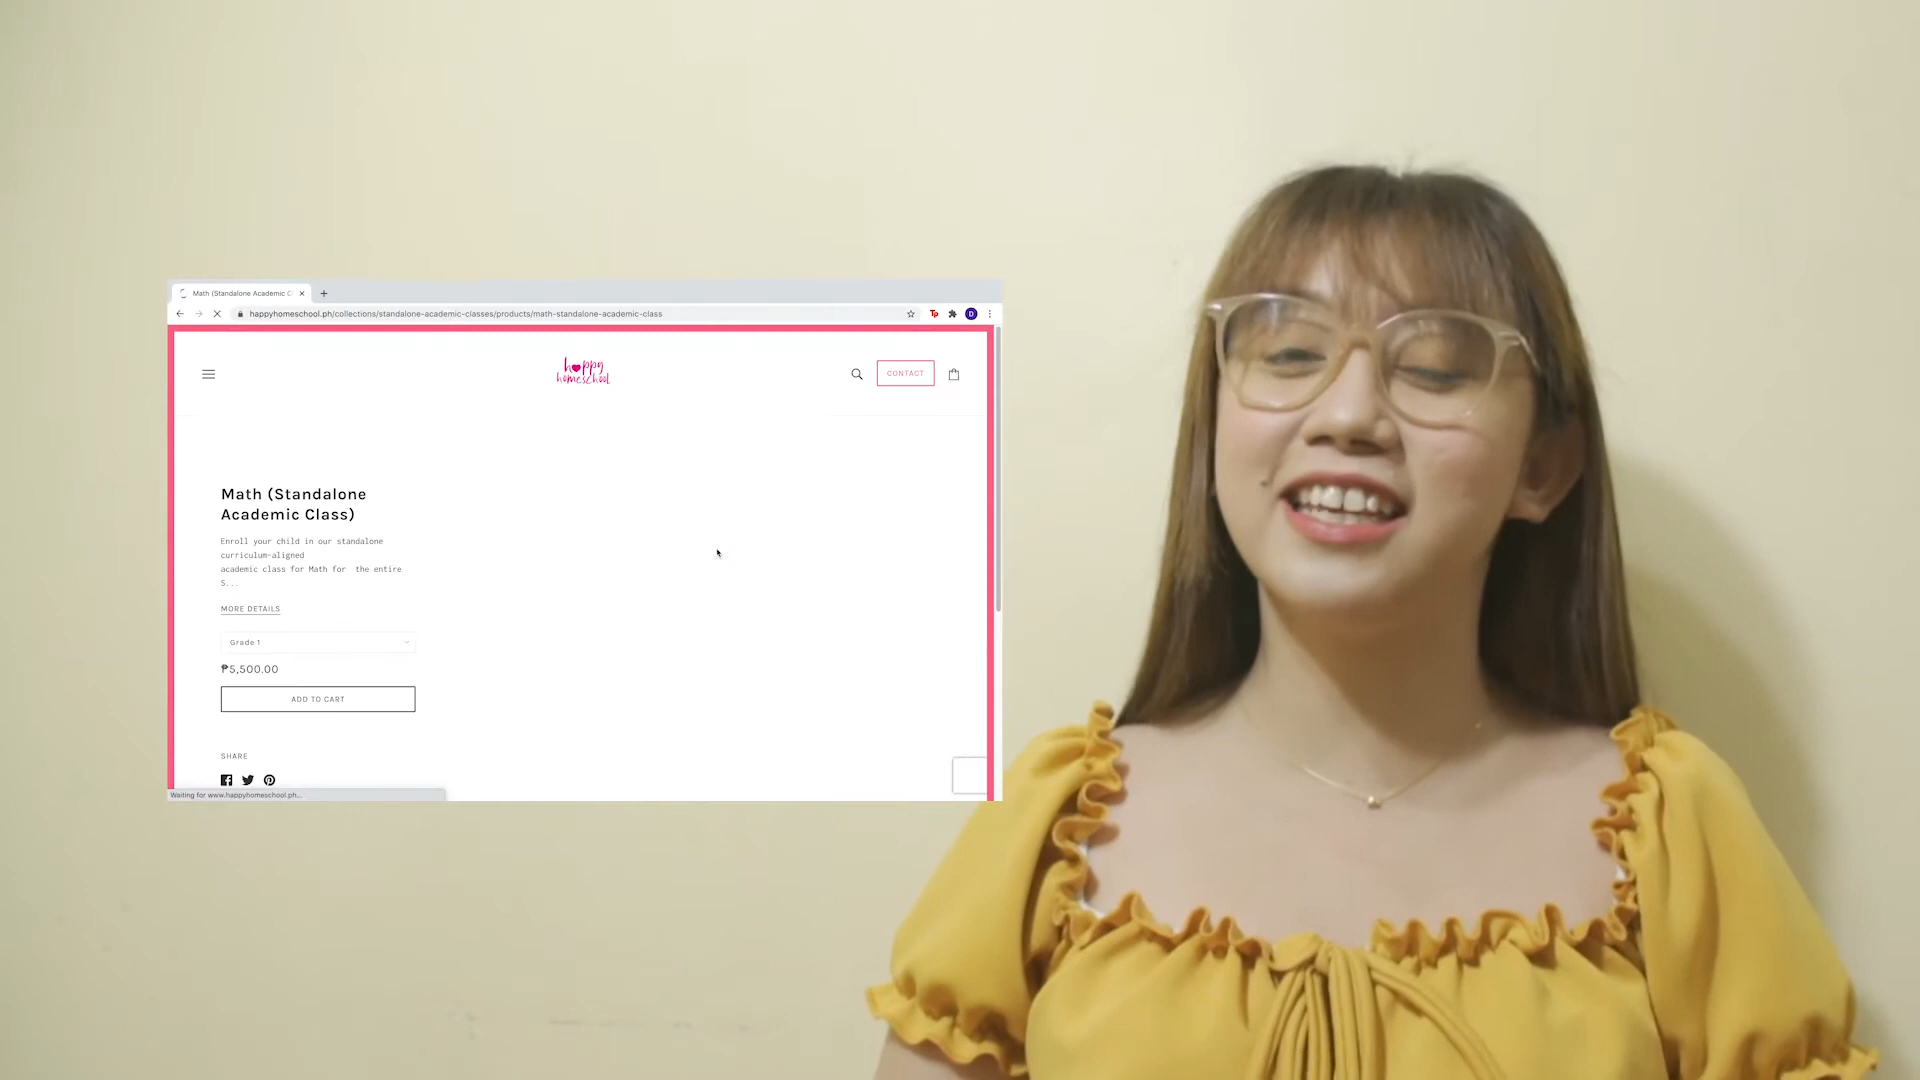 Math (Standalone Academic C
happyhomeschool.ph/collections/standalone-academic-classes/products/math-standalone-academic-class
Tp
D
happy
homeschool
CONTACT
Math (Standalone
Academic Class)
Enroll your child in our standalone
curriculum-aligned
academic class for Math for the entire
S...
MORE DETAILS
Grade 1
₱5,500.00
ADD TO CART
SHARE
Waiting for www.happyhomeschool.ph...